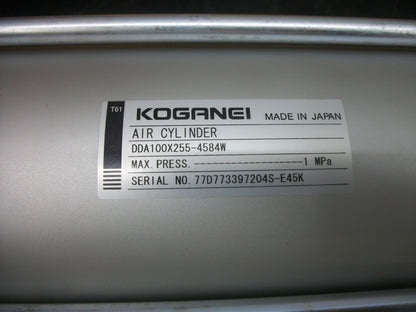 T61
KOGANEI MADE IN JAPAN
AIR CYLINDER
DDA100X255-4584W
MAX. PRESS.--------------------1 MPa
SERIAL NO. 77D773397204S-E45K